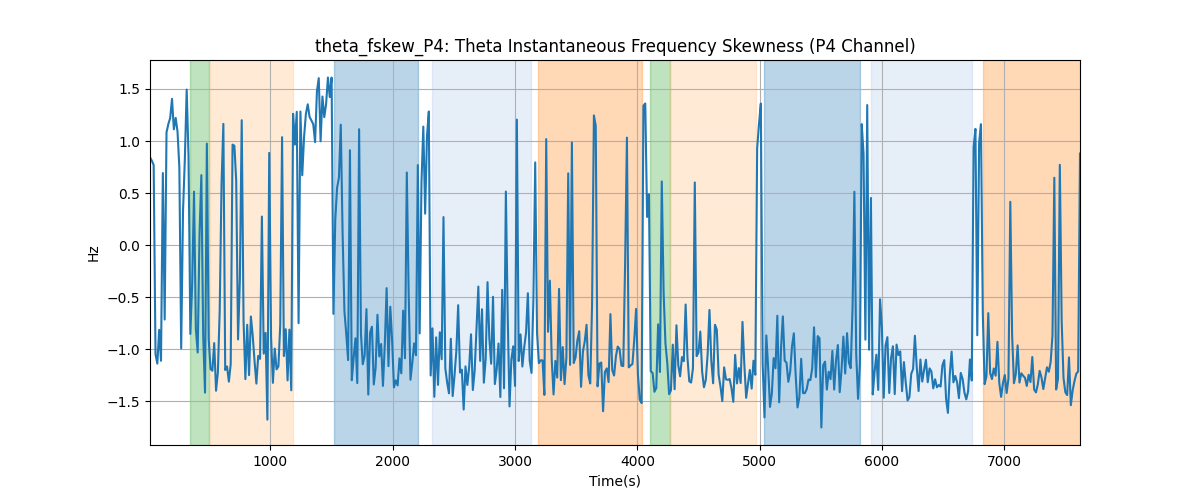 theta_fskew_P4: Theta Instantaneous Frequency Skewness (P4 Channel)
1.5
1.0
0.5
0.0
−0.5
−1.0
−1.5
Hz
1000 2000 3000 4000 5000 6000 7000
Time(s)